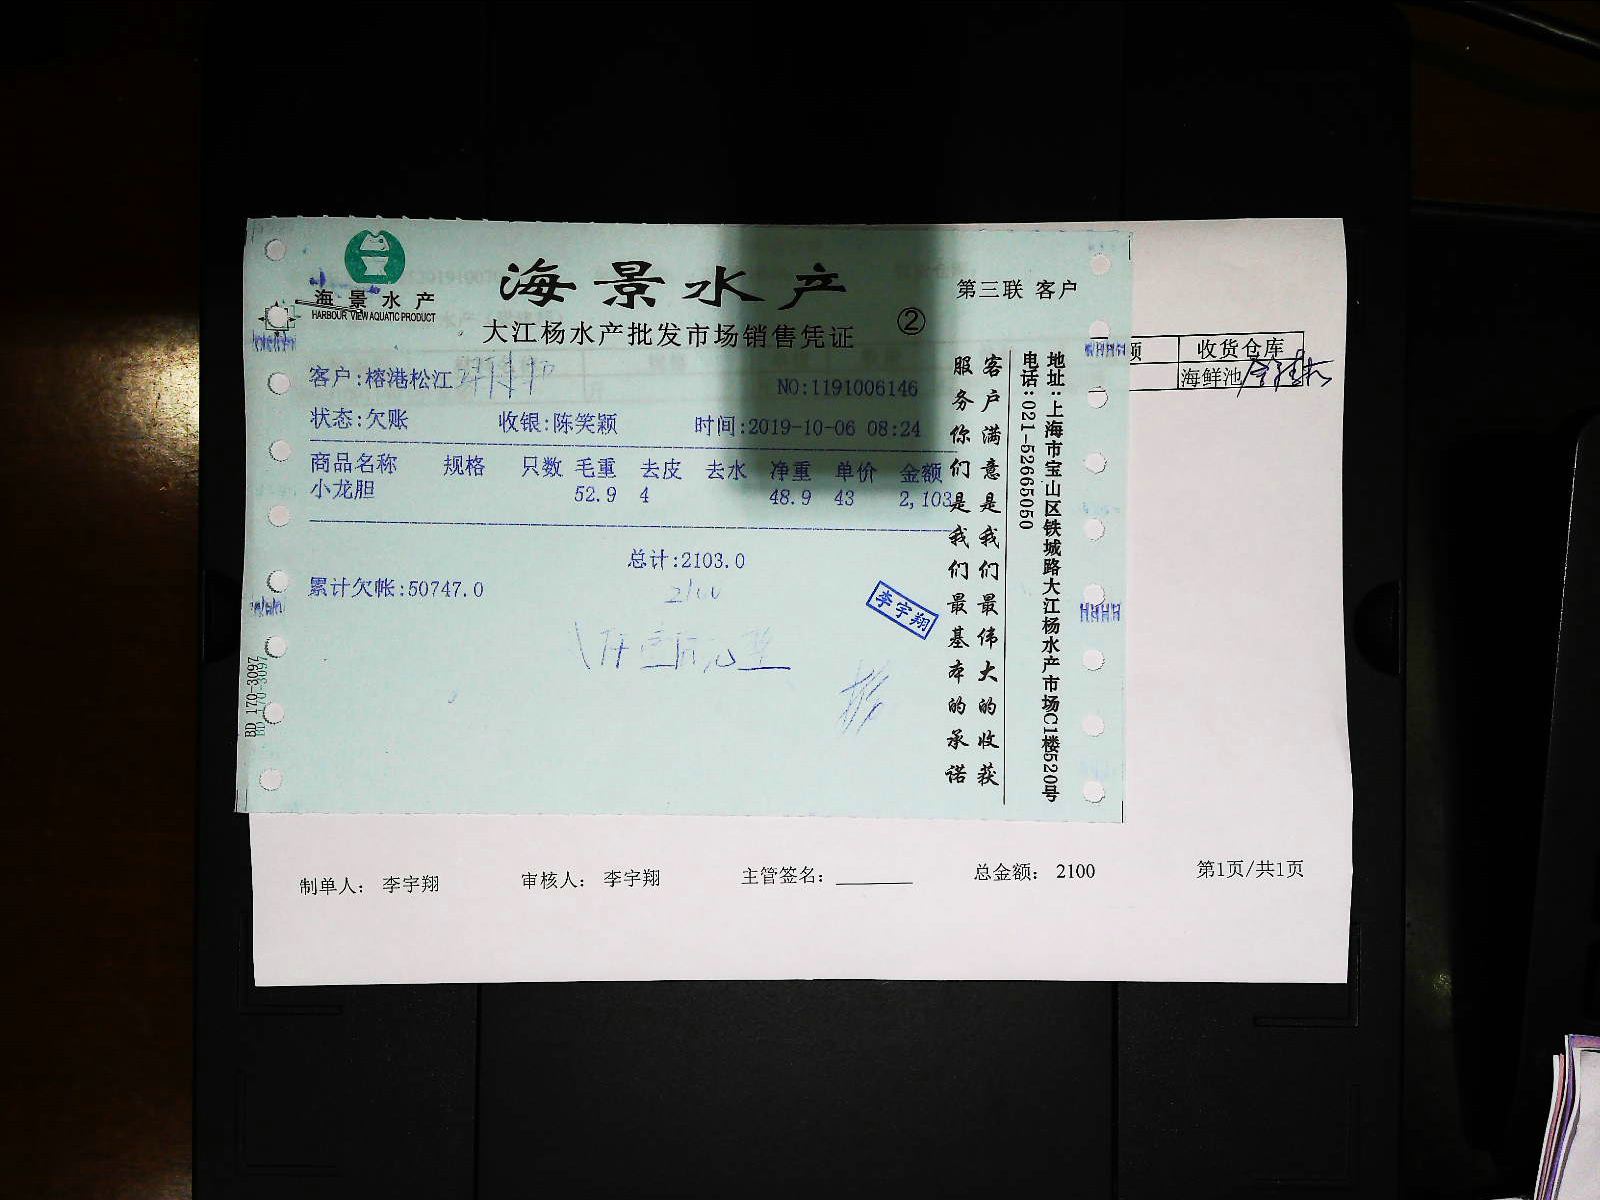 海景水产
HARBOUR VIEW AQUATIC PRODUCT
海景水产
大江杨水产批发市场销售凭证
②
第三联 客户
客户:榕港松江
NO:1191006146
状态:欠账 收银:陈笑颖 时间:2019-10-06 08:24
商品名称 规格 只数 毛重 去皮 去水 净重 单价 金额
小龙胆 52.9 4 48.9 43 2,103
总计:2103.0
累计欠帐:50747.0
2100
李宇翔
客户满意是我们最伟大的收获
服务你们是我们最基本的承诺
地址:上海市宝山区铁城路大江杨水产市场C1楼520号
电话:021-52665050
BD 170-3097
额 收货仓库
海鲜池
制单人: 李宇翔 审核人: 李宇翔 主管签名: 总金额: 2100 第1页/共1页